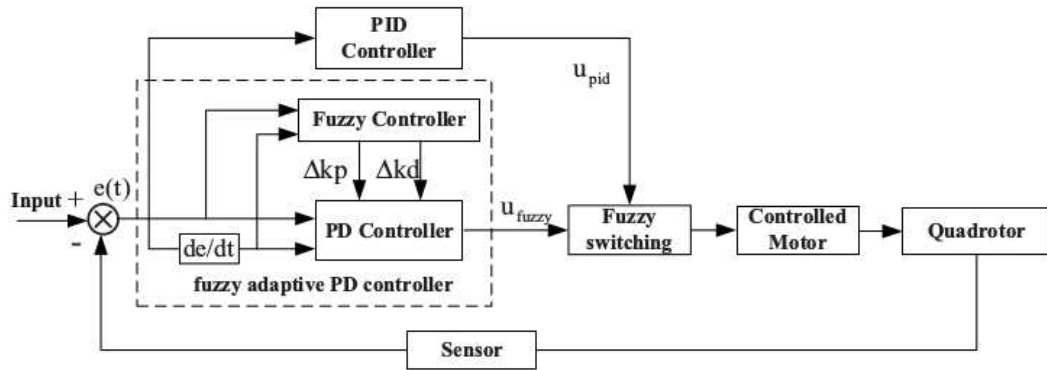 PID
Controller
u_pid
Fuzzy Controller
Δkp
Δkd
Input
+
e(t)
-
PD Controller
u_fuzzy
Fuzzy
switching
Controlled
Motor
Quadrotor
de/dt
fuzzy adaptive PD controller
Sensor